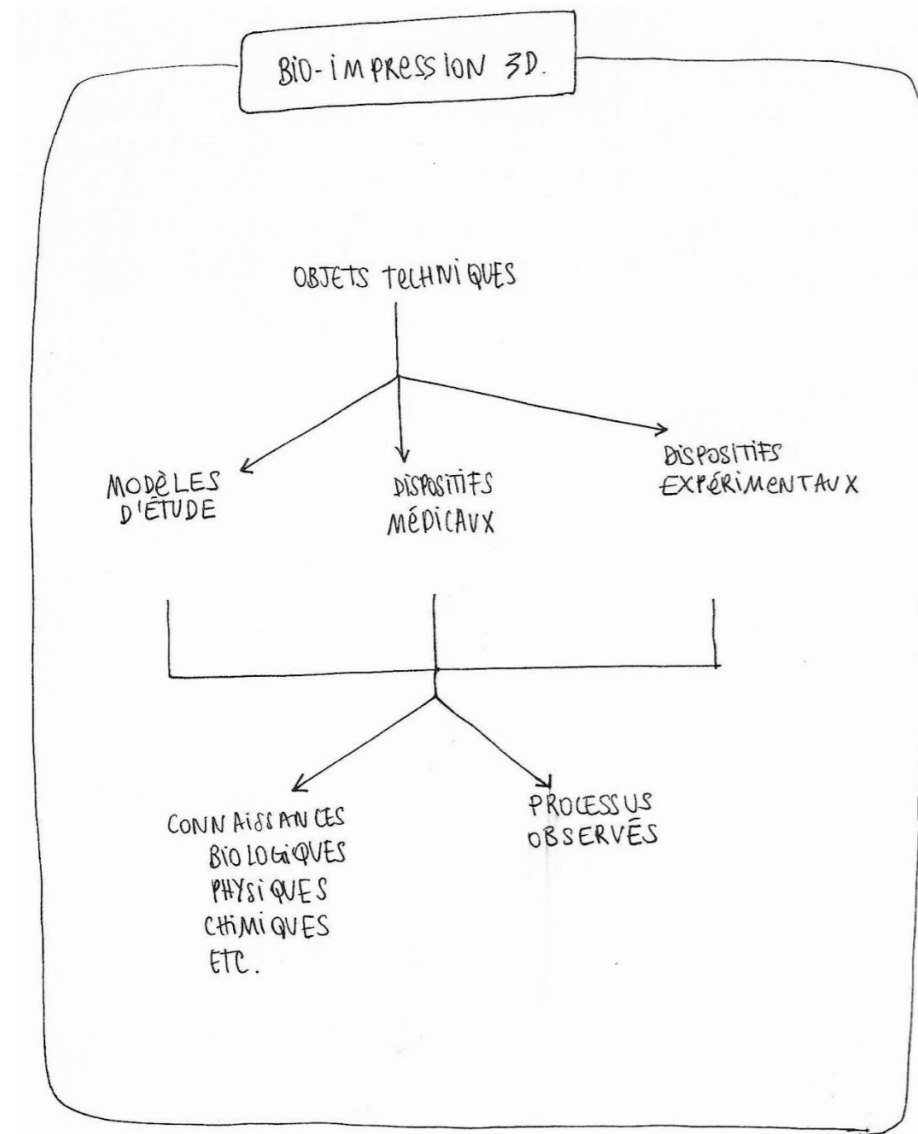 BiO-iMPRESSION 3D.
OBJETS TECHNIQUES
MODÈLES
D'ÉTUDE
DISPOSITIFS
MÉDICAUX
DISPOSITIFS
EXPÉRIMENTAUX
CONNAISSANCES
BIOLOGIQUES
PHYSIQUES
CHIMIQUES
ETC.
PROCESSUS
OBSERVÉS